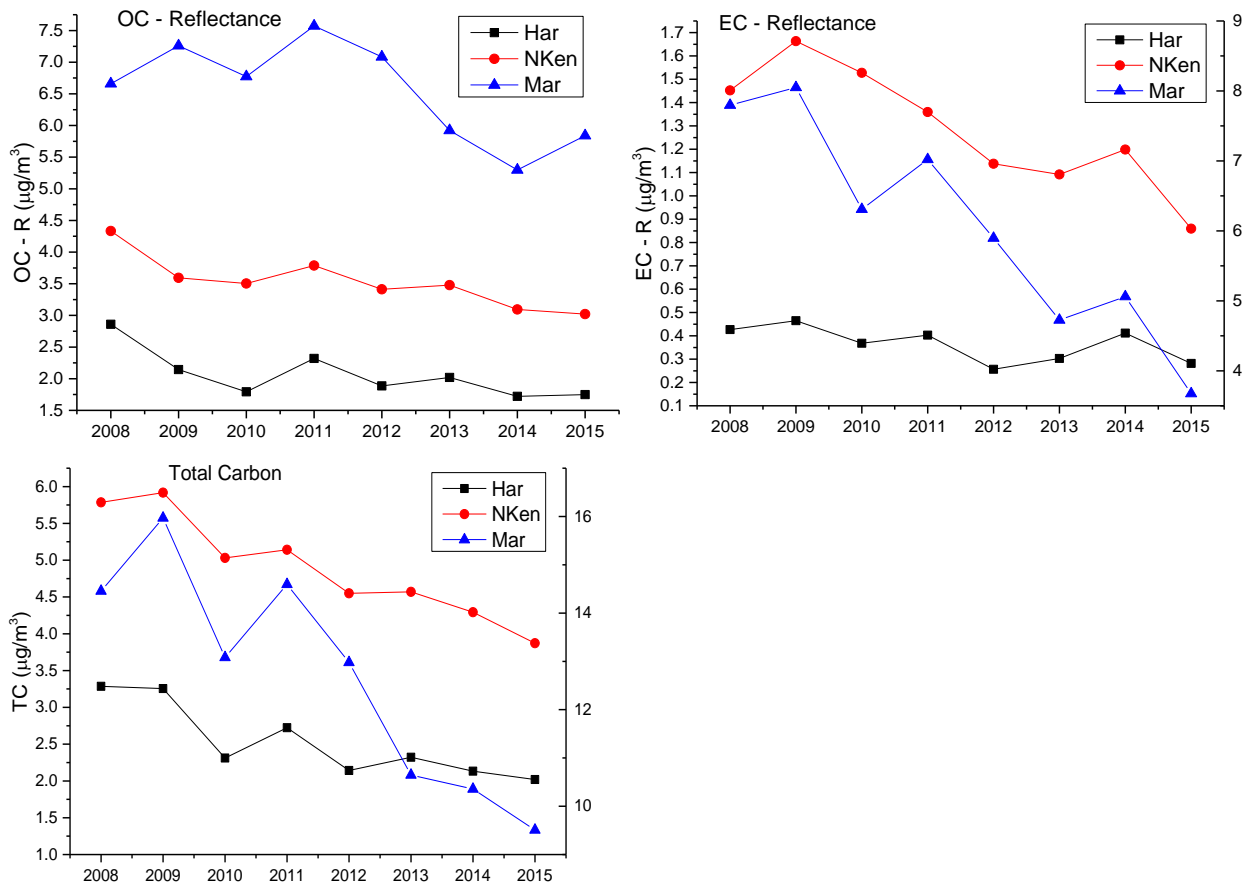 OC - Reflectance
Har
NKen
Mar
7.5
7.0
6.5
6.0
5.5
5.0
4.5
4.0
3.5
3.0
2.5
2.0
1.5
OC - R (μg/m³)
2008 2009 2010 2011 2012 2013 2014 2015
EC - Reflectance
Har
NKen
Mar
1.7
1.6
1.5
1.4
1.3
1.2
1.1
1.0
0.9
0.8
0.7
0.6
0.5
0.4
0.3
0.2
0.1
EC - R (μg/m³)
9
8
7
6
5
4
2008 2009 2010 2011 2012 2013 2014 2015
Total Carbon
Har
NKen
Mar
6.0
5.5
5.0
4.5
4.0
3.5
3.0
2.5
2.0
1.5
1.0
TC (μg/m³)
16
14
12
10
2008 2009 2010 2011 2012 2013 2014 2015